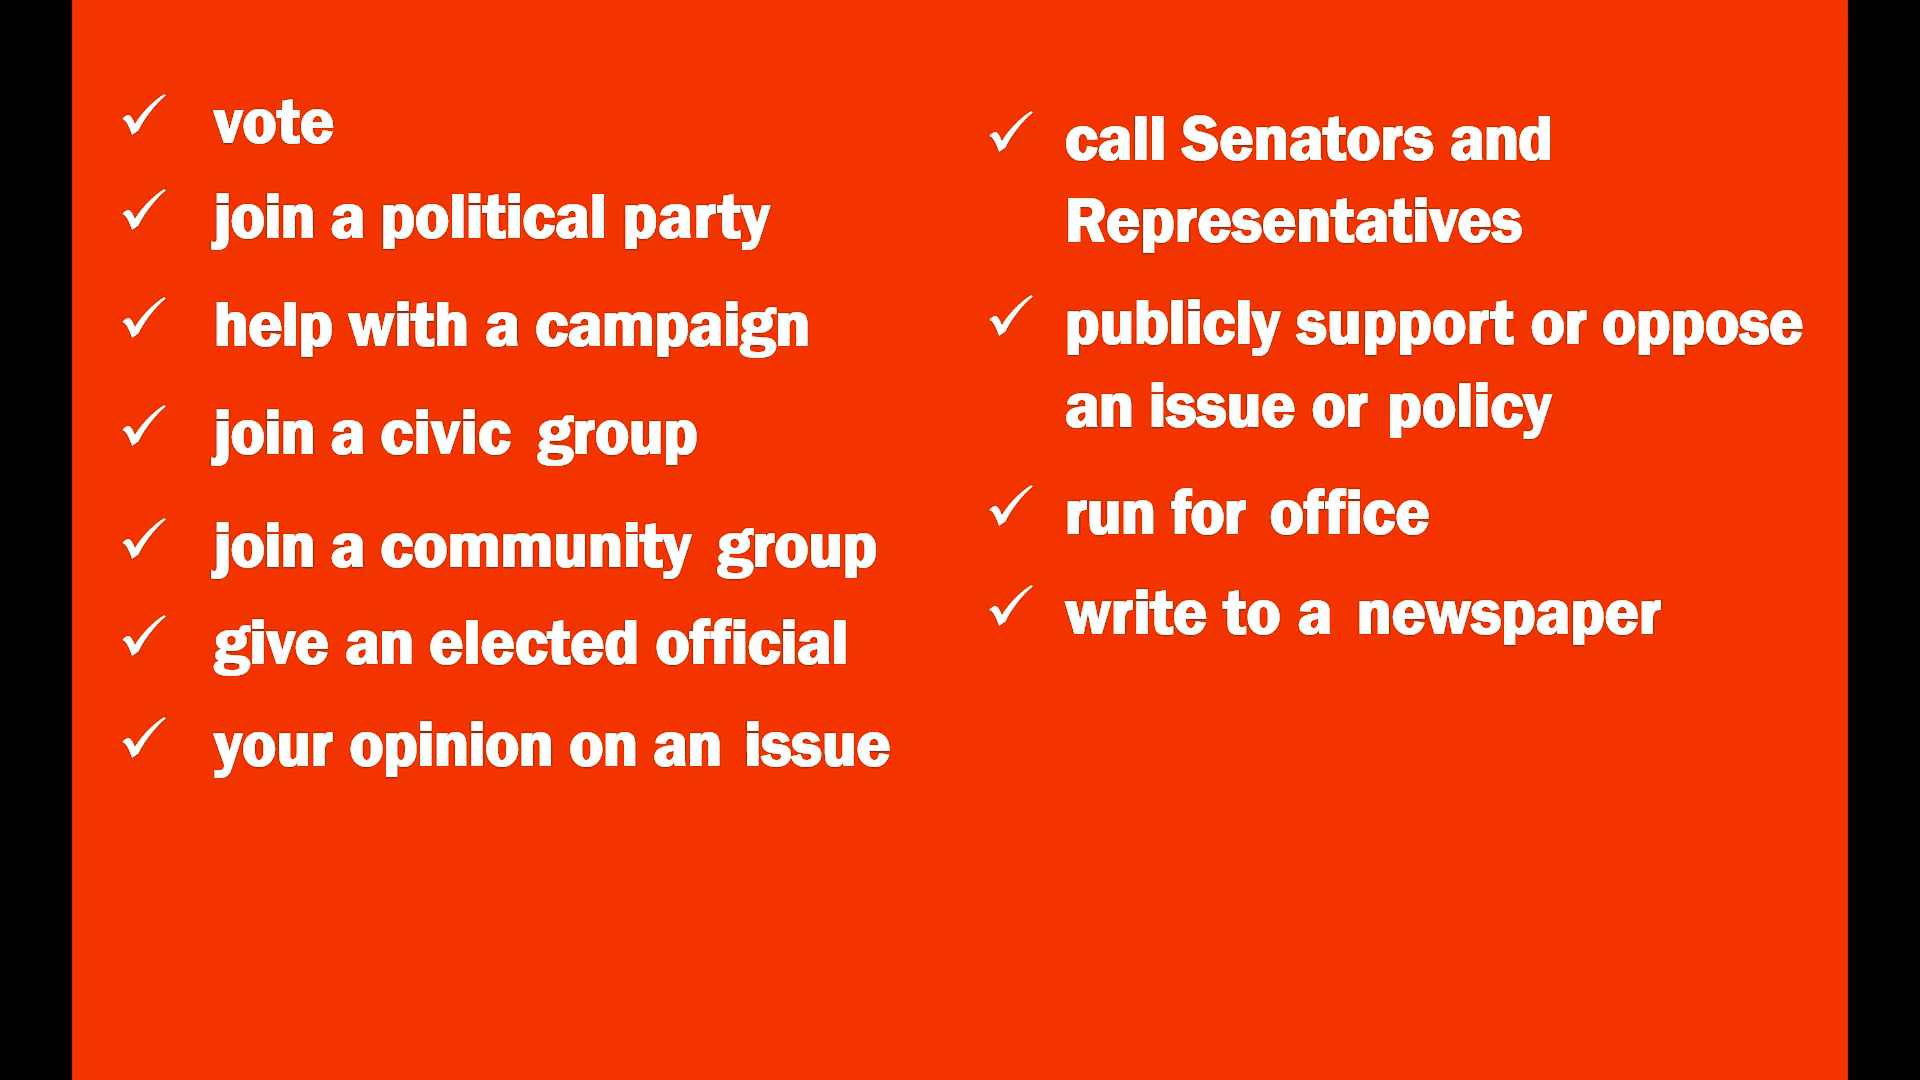 ✓ vote
✓ join a political party
✓ help with a campaign
✓ join a civic group
✓ join a community group
✓ give an elected official
✓ your opinion on an issue
✓ call Senators and
Representatives
✓ publicly support or oppose
an issue or policy
✓ run for office
✓ write to a newspaper